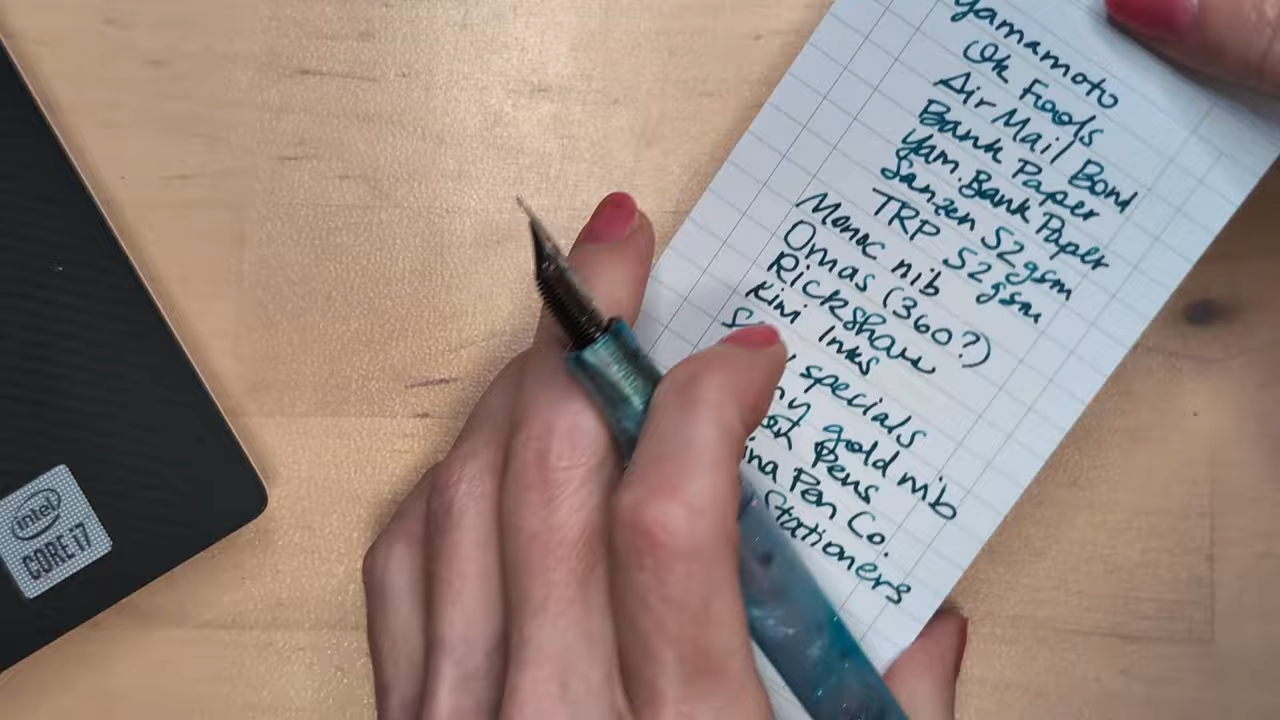 Yamamoto
Ok Fools
Air Mail Bond
Bank Paper
Yam. Bank Paper
Sanzen 52gsm
TRP 52gsm
Monoc nib
Omas (360?)
Rickshaw
Kiwi Inks
specials
gold nib
Pens
Pen Co.
Stationers
intel
CORE i7